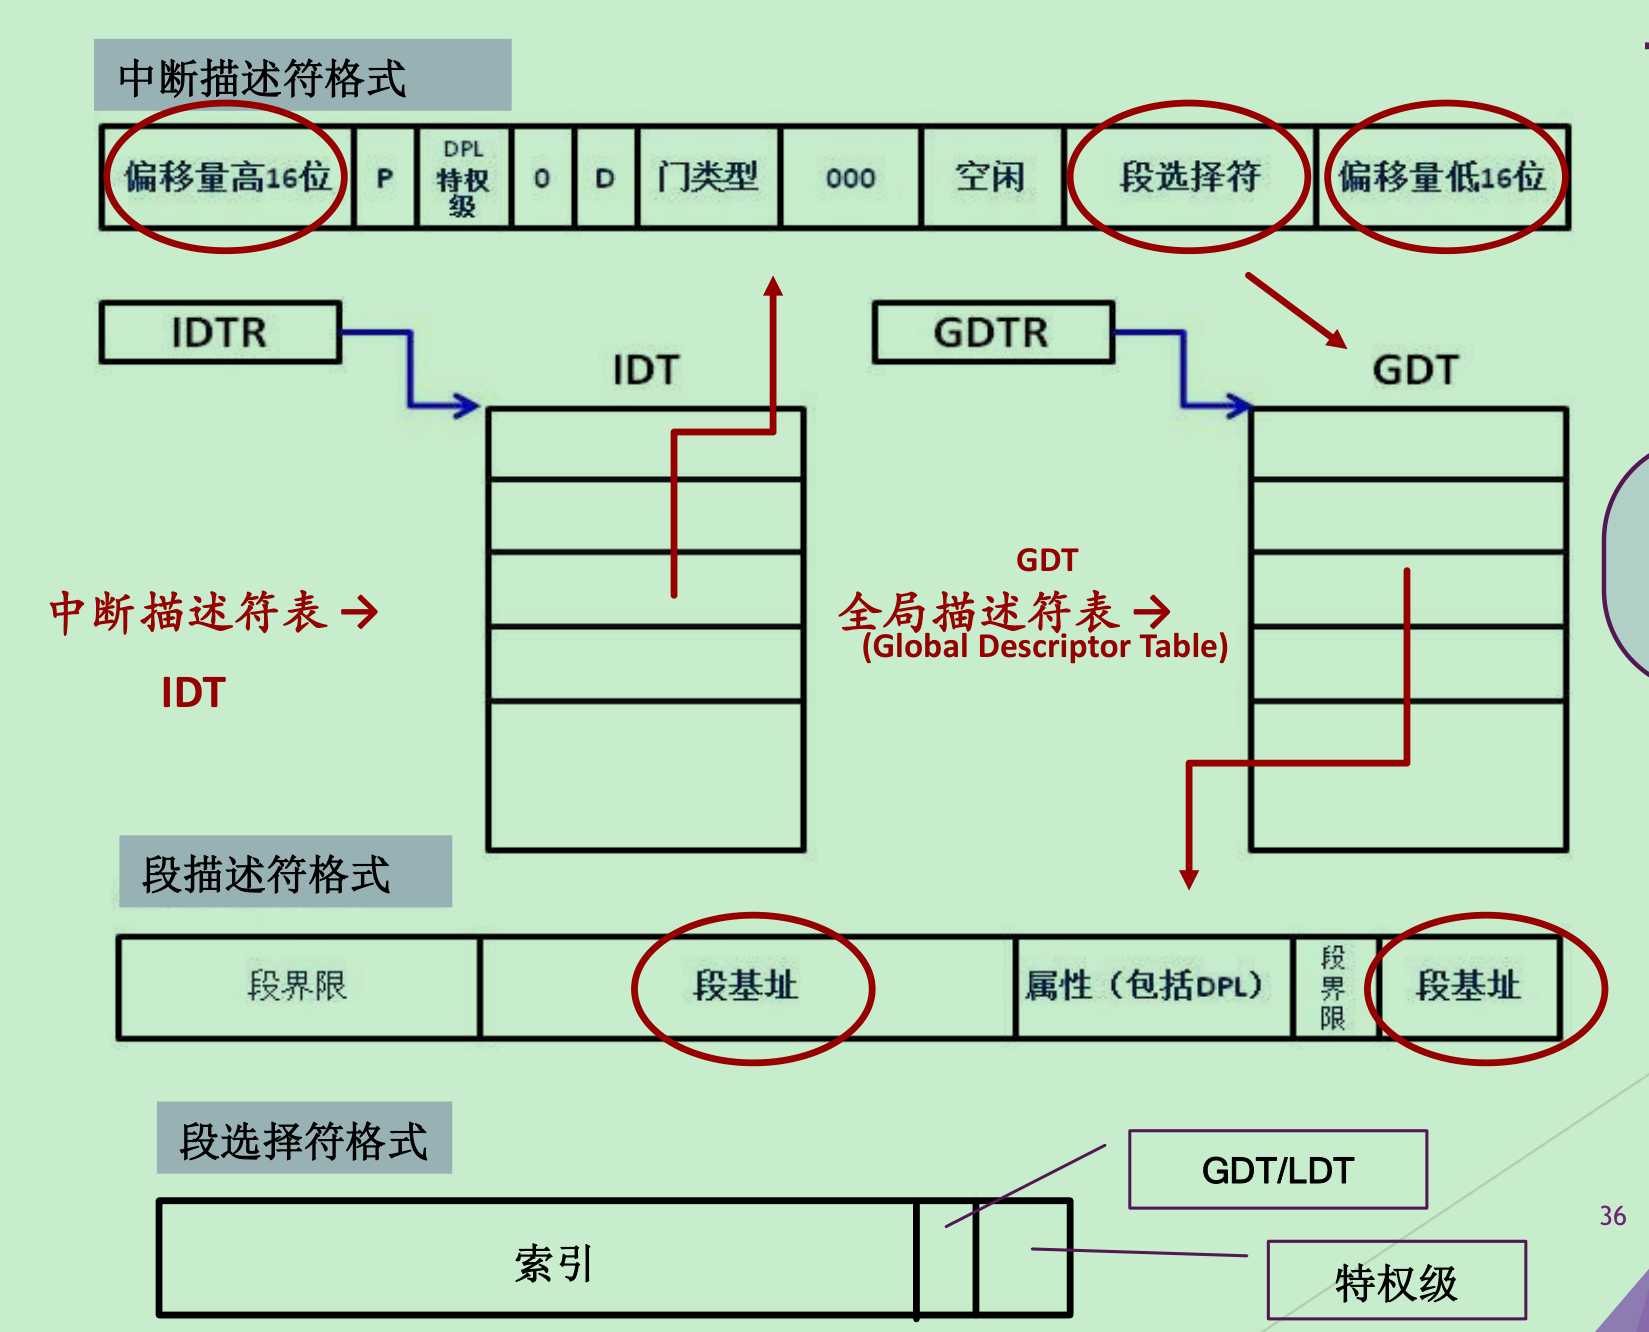 中断描述符格式
偏移量高16位
P
DPL
特权
级
0
D
门类型
000
空闲
段选择符
偏移量低16位
IDTR
IDT
GDTR
GDT
中断描述符表→
IDT
GDT
全局描述符表→
(Global Descriptor Table)
段描述符格式
段界限
段基址
属性（包括DPL）
段
界
限
段基址
段选择符格式
索引
GDT/LDT
特权级
36